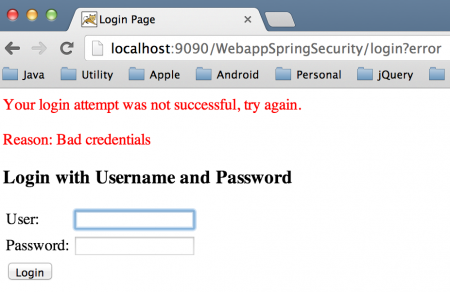 Login Page
localhost:9090/WebappSpringSecurity/login?error
Java Utility Apple Android Personal jQuery
Your login attempt was not successful, try again.
Reason: Bad credentials
Login with Username and Password
User:
Password:
Login